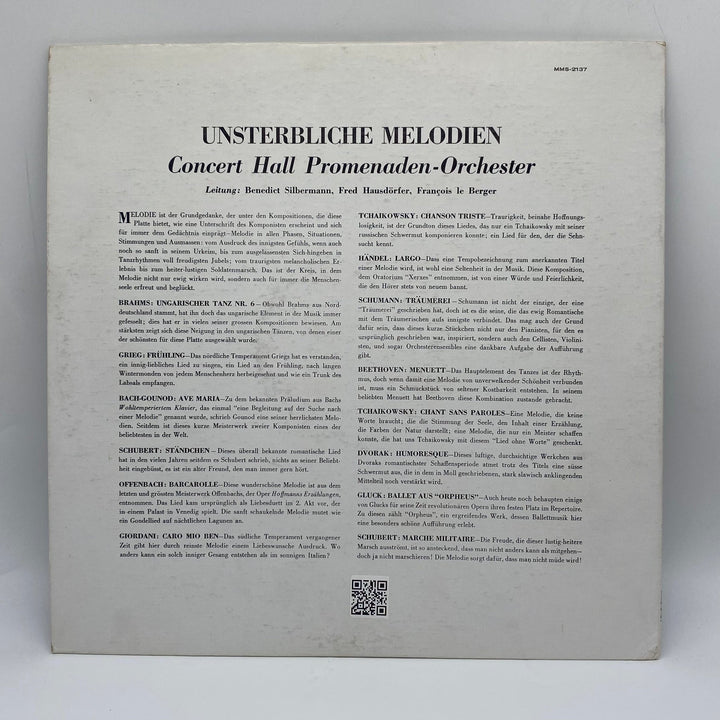 MMS-2137
UNSTERBLICHE MELODIEN
Concert Hall Promenaden-Orchester
Leitung: Benedict Silbermann, Fred Hausdörfer, François le Berger
MELODIE ist der Grundgedanke, der unter den Kompositionen, die diese
Platte bietet, wie eine Unterschrift des Komponisten erscheint und sich
für immer dem Gedächtnis einprägt–Melodie in allen Phasen, Situationen,
Stimmungen und Ausmassen: vom Ausdruck des innigsten Gefühls, wenn auch
noch so sanft in seinem Urkeim, bis zum ausgelassensten Sich-hingeben in
Tanzrhythmen voll freudigsten Jubels; vom traurigsten melancholischen Er-
lebnis bis zum heiter-lustigen Soldatenmarsch. Das ist der Kreis, in dem
Melodie nicht nur ewig wirken wird, sondern auch für immer die Menschen-
seele erfreut und beglückt.
BRAHMS: UNGARISCHER TANZ NR. 6–Obwohl Brahms aus Nord-
deutschland stammt, hat ihn doch das ungarische Element in der Musik immer
gefesselt; dies hat er in vielen seiner grossen Kompositionen bewiesen. Am
stärksten zeigt sich diese Neigung in den ungarischen Tänzen, von denen einer
der schönsten für diese Platte ausgewählt wurde.
GRIEG: FRÜHLING–Das nördliche Temperament Griegs hat es verstanden,
ein innig-liebliches Lied zu singen, ein Lied an den Frühling, nach langen
Wintermonden von jedem Menschenherz herbeigesehnt und wie ein Trunk des
Labsals empfangen.
BACH-GOUNOD: AVE MARIA–Zu dem bekannten Präludium aus Bachs
Wohltemperiertem Klavier, das einmal "eine Begleitung auf der Suche nach
einer Melodie" genannt wurde, schrieb Gounod eine seiner herrlichsten Melo-
dien. Seitdem ist dieses kurze Meisterwerk zweier Komponisten eines der
beliebtesten in der Welt.
SCHUBERT: STÄNDCHEN–Dieses überall bekannte romantische Lied
hat in den vielen Jahren seitdem es Schubert schrieb, nichts an seiner Beliebt-
heit eingebüsst, es ist ein alter Freund, den man immer gern hört.
OFFENBACH: BARCAROLLE–Diese wunderschöne Melodie ist aus dem
letzten und grössten Meisterwerk Offenbachs, der Oper Hoffmanns Erzählungen,
entnommen. Das Lied kam ursprünglich als Liebesduett im 2. Akt vor, der
in einem Palast in Venedig spielt. Die sanft schaukelnde Melodie mutet wie
ein Gondellied auf nächtlichen Lagunen an.
GIORDANI: CARO MIO BEN–Das südliche Temperament vergangener
Zeit gibt hier durch reinste Melodie einem Liebeswunsche Ausdruck. Wo
anders kann ein solch inniger Gesang entstehen als im sonnigen Italien?
TCHAIKOWSKY: CHANSON TRISTE–Traurigkeit, beinahe Hoffnungs-
losigkeit, ist der Grundton dieses Liedes, das nur ein Tchaikowsky mit seiner
russischen Schwermut komponieren konnte; ein Lied für den, der die Sehn-
sucht kennt.
HÄNDEL: LARGO–Dass eine Tempobezeichnung zum anerkannten Titel
einer Melodie wird, ist wohl eine Seltenheit in der Musik. Diese Komposition,
dem Oratorium "Xerxes" entnommen, ist von einer Würde und Feierlichkeit,
die den Hörer stets von neuem bannt.
SCHUMANN: TRÄUMEREI–Schumann ist nicht der einzige, der eine
"Träumerei" geschrieben hat, doch ist es die seine, die das ewig Romantische
mit dem Träumerischen aufs innigste verbindet. Das mag auch der Grund
dafür sein, dass dieses kurze Stückchen nicht nur den Pianisten, für den es
ursprünglich geschrieben war, inspiriert, sondern auch den Cellisten, Violini-
sten, und sogar Orchesterensembles eine dankbare Aufgabe der Aufführung
gibt.
BEETHOVEN: MENUETT–Das Hauptelement des Tanzes ist der Rhyth-
mus, doch wenn damit eine Melodie von unverwelkender Schönheit verbunden
ist, muss ein Schmuckstück von seltener Kostbarkeit entstehen. In seinem
beliebten Menuett hat Beethoven diese Kombination zustande gebracht.
TCHAIKOWSKY: CHANT SANS PAROLES–Eine Melodie, die keine
Worte braucht; die die Stimmung der Seele, den Inhalt einer Erzählung,
die Farben der Natur darstellt; eine Melodie, die nur ein Meister schaffen
konnte, die hat uns Tchaikowsky mit diesem "Lied ohne Worte" geschenkt.
DVORAK: HUMORESQUE–Dieses luftige, durchsichtige Werkchen aus
Dvoraks romantischster Schaffensperiode atmet trotz des Titels eine süsse
Schwermut aus, die in dem in Moll geschriebenen, stark slawisch anklingenden
Mittelteil noch verstärkt wird.
GLUCK: BALLET AUS "ORPHEUS"–Auch heute noch behaupten einige
von Glucks für seine Zeit revolutionären Opern ihren festen Platz im Repertoire.
Zu diesen zählt "Orpheus", ein ergreifendes Werk, dessen Ballettmusik hier
eine besonders schöne Aufführung erlebt.
SCHUBERT: MARCHE MILITAIRE–Die Freude, die dieser lustig-heitere
Marsch ausströmt, ist so ansteckend, dass man nicht anders kann als mitgehen–
doch ja nicht marschieren! Die Melodie sorgt dafür, dass man nicht müde wird!